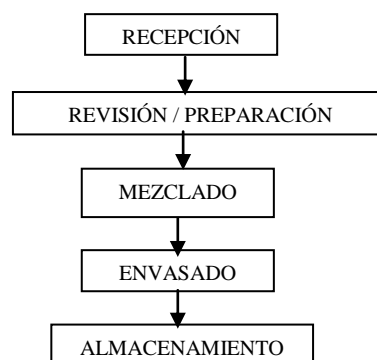 RECEPCIÓN
REVISIÓN / PREPARACIÓN
MEZCLADO
ENVASADO
ALMACENAMIENTO